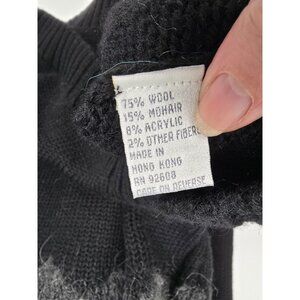 75% WOOL
15% MOHAIR
8% ACRYLIC
2% OTHER FIBERS
MADE IN
HONG KONG
RN 92608
CARE ON REVERSE